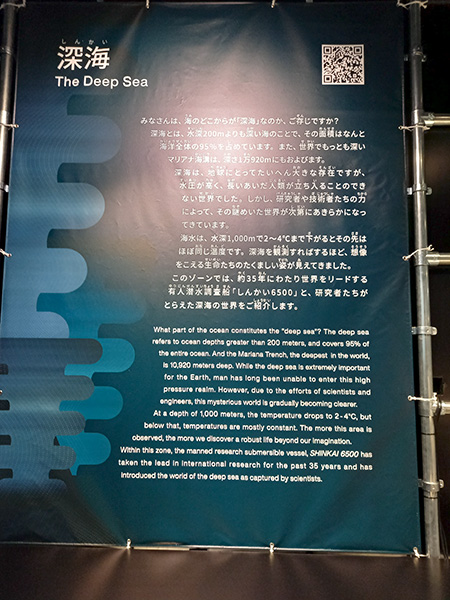 しんかい
深海
The Deep Sea
みなさんは、海のどこからが「深海」なのか、ご存じですか？
深海とは、水深200mよりも深い海のことで、その面積はなんと
海洋全体の95%を占めています。また、世界でもっとも深い
マリアナ海溝は、深さ1万920mにもおよびます。
深海は、地球にとってたいへん大きな存在ですが、
水圧が高く、長いあいだ人類が立ち入ることのでき
ない世界でした。しかし、研究者や技術者たちの力
によって、その謎めいた世界が次第にあきらかになっ
てきています。
海水は、水深1,000mで2〜4℃まで下がるとその先は
ほぼ同じ温度です。深海を観測すればするほど、想像
をこえる生命たちのたくましい姿が見えてきました。
このゾーンでは、約35年にわたり世界をリードする
有人潜水調査船「しんかい6500」と、研究者たちが
とらえた深海の世界をご紹介します。
What part of the ocean constitutes the "deep sea"? The deep sea
refers to ocean depths greater than 200 meters, and covers 95% of
the entire ocean. And the Mariana Trench, the deepest in the world,
is 10,920 meters deep. While the deep sea is extremely important
for the Earth, man has long been unable to enter this high
pressure realm. However, due to the efforts of scientists and
engineers, this mysterious world is gradually becoming clearer.
At a depth of 1,000 meters, the temperature drops to 2-4℃, but
below that, temperatures are mostly constant. The more this area is
observed, the more we discover a robust life beyond our imagination.
Within this zone, the manned research submersible vessel, SHINKAI 6500 has
taken the lead in international research for the past 35 years and has
introduced the world of the deep sea as captured by scientists.